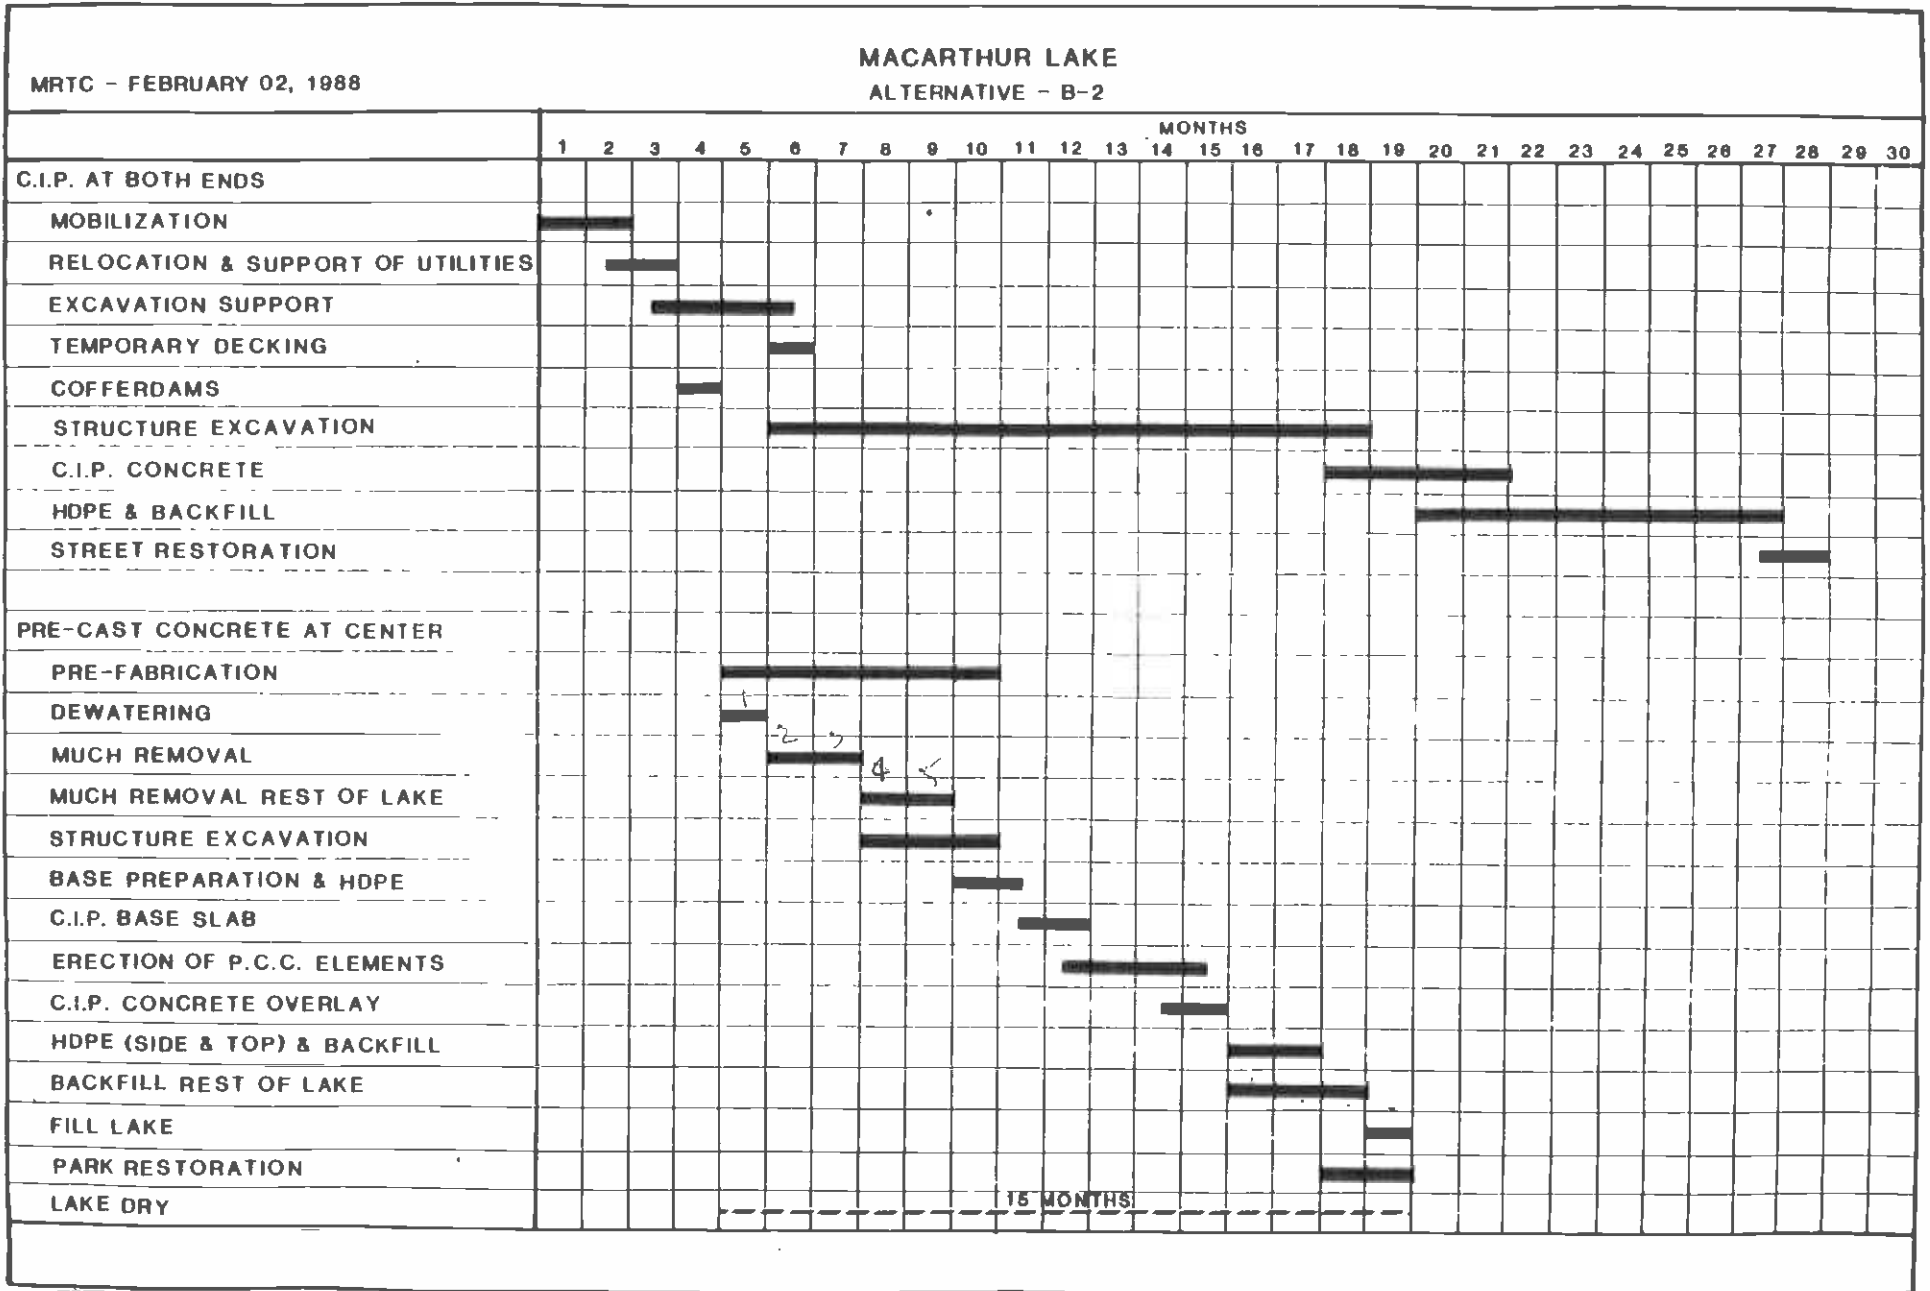 MRTC - FEBRUARY 02, 1988
MACARTHUR LAKE
ALTERNATIVE - B-2
MONTHS
1 2 3 4 5 6 7 8 9 10 11 12 13 14 15 16 17 18 19 20 21 22 23 24 25 26 27 28 29 30
C.I.P. AT BOTH ENDS
MOBILIZATION
RELOCATION & SUPPORT OF UTILITIES
EXCAVATION SUPPORT
TEMPORARY DECKING
COFFERDAMS
STRUCTURE EXCAVATION
C.I.P. CONCRETE
HDPE & BACKFILL
STREET RESTORATION
PRE-CAST CONCRETE AT CENTER
PRE-FABRICATION
DEWATERING 1
MUCH REMOVAL 2 3
MUCH REMOVAL REST OF LAKE 4 5
STRUCTURE EXCAVATION
BASE PREPARATION & HDPE
C.I.P. BASE SLAB
ERECTION OF P.C.C. ELEMENTS
C.I.P. CONCRETE OVERLAY
HDPE (SIDE & TOP) & BACKFILL
BACKFILL REST OF LAKE
FILL LAKE
PARK RESTORATION
LAKE DRY 15 MONTHS